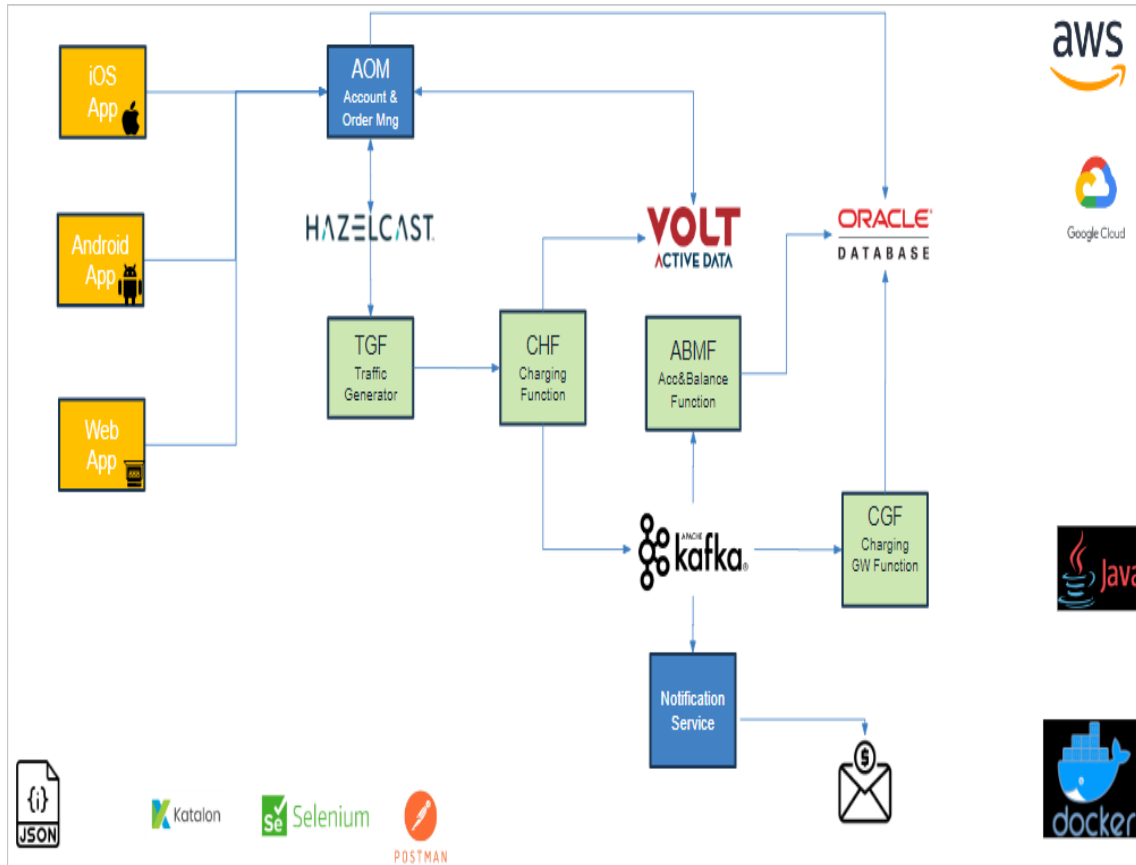 iOS
App
AOM
Account &
Order Mng
aws
Android
App
HAZELCAST
VOLT
ACTIVE DATA
ORACLE®
DATABASE
Google Cloud
TGF
Traffic
Generator
CHF
Charging
Function
ABMF
Acc&Balance
Function
Web
App
APACHE
kafka®
CGF
Charging
GW Function
Java
Notification
Service
$
{i}
JSON
Katalon
Se Selenium
POSTMAN
docker